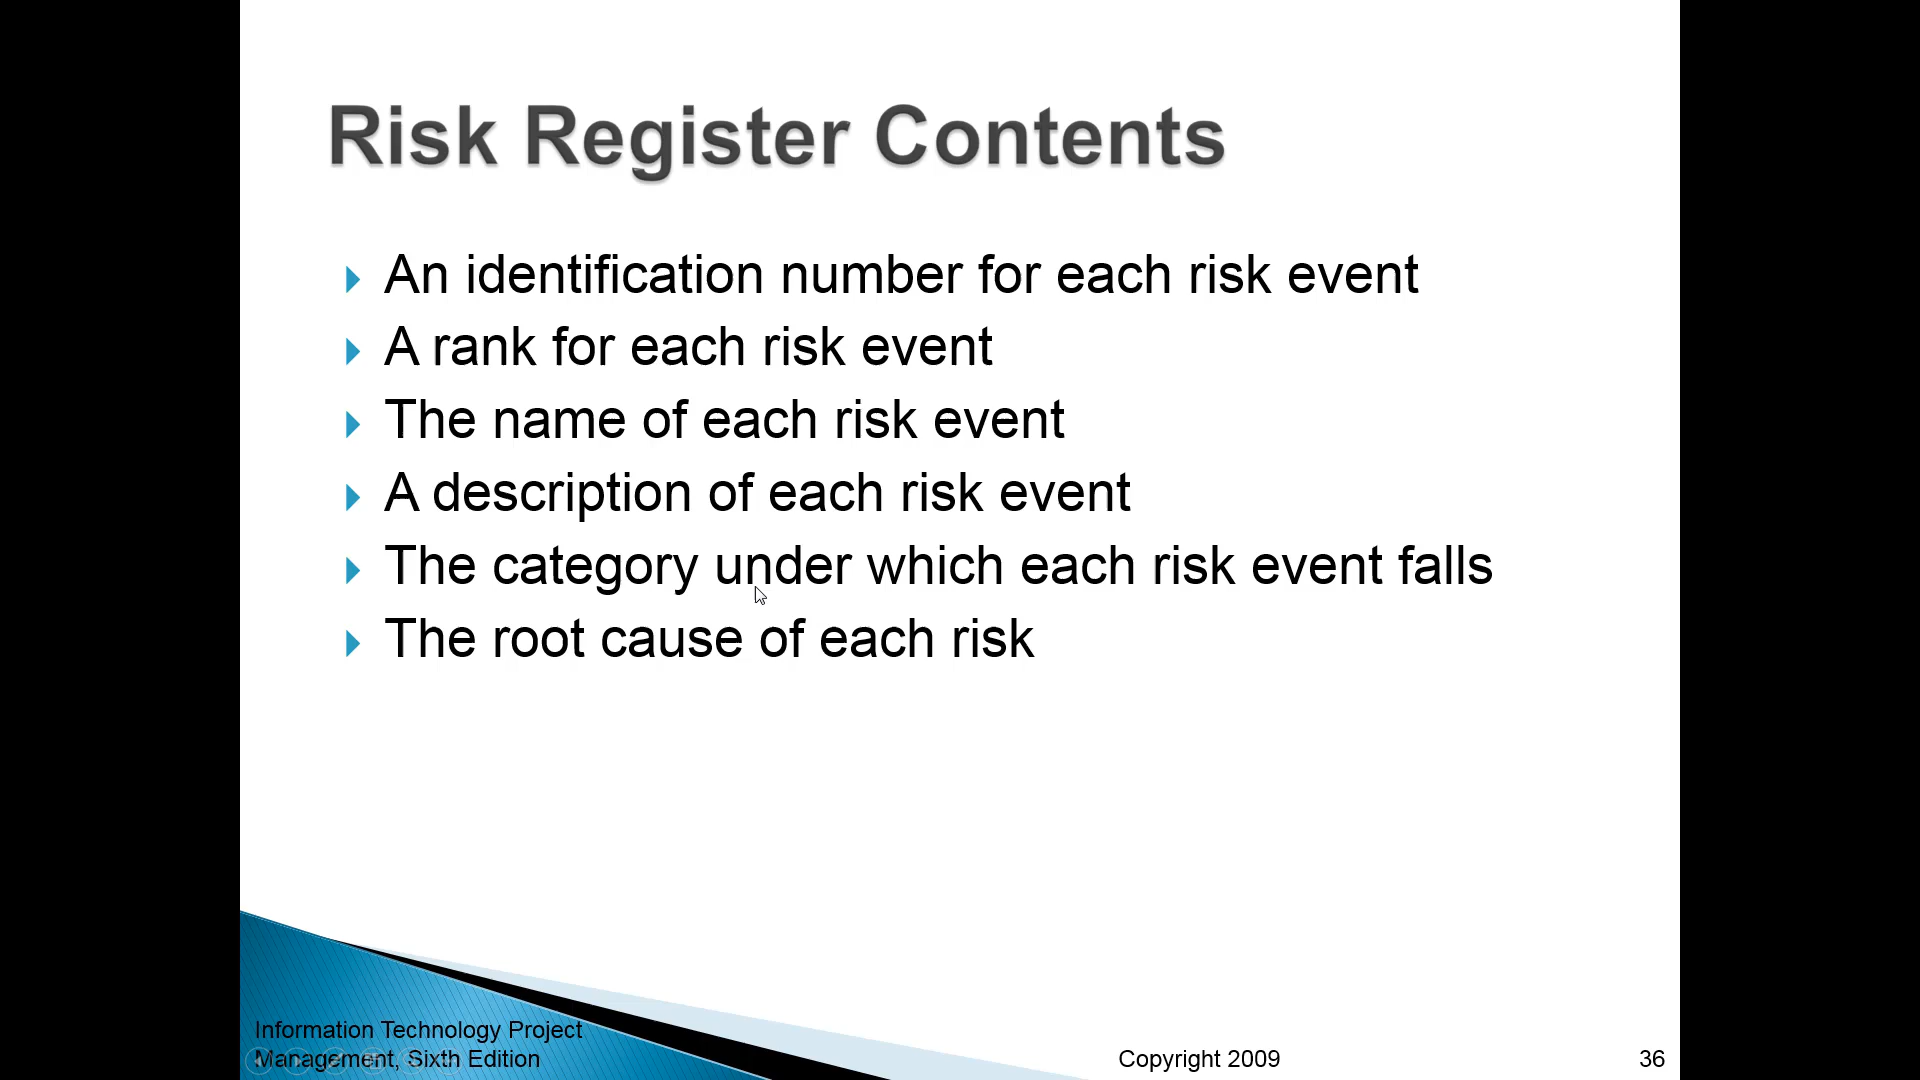 Risk Register Contents
An identification number for each risk event
A rank for each risk event
The name of each risk event
A description of each risk event
The category under which each risk event falls
The root cause of each risk
Information Technology Project
Management, Sixth Edition
Copyright 2009
36